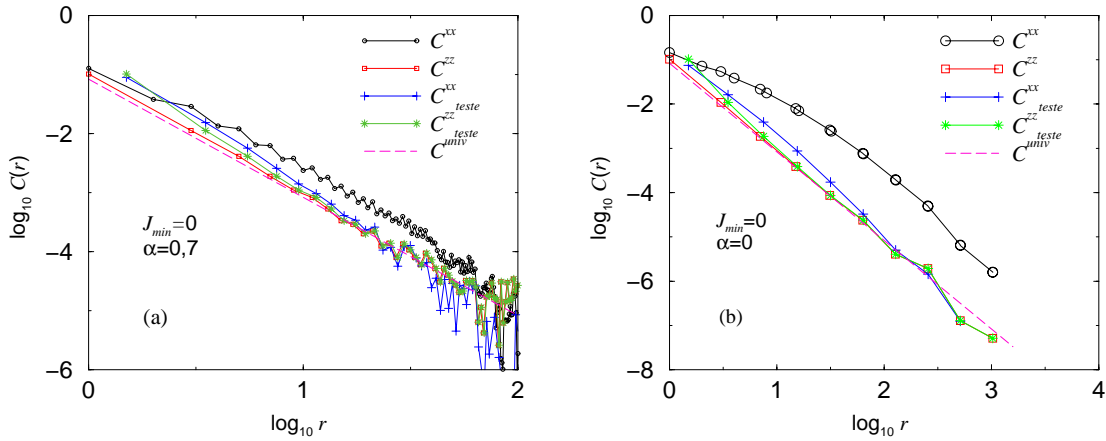 0
−2
−4
−6
log10 C(r)
0
1
2
log10 r
C^xx
C^zz
C^xx_teste
C^zz_teste
C^univ
J_min=0
α=0,7
(a)
0
−2
−4
−6
−8
log10 C(r)
0
1
2
3
4
log10 r
C^xx
C^zz
C^xx_teste
C^zz_teste
C^univ
J_min=0
α=0
(b)